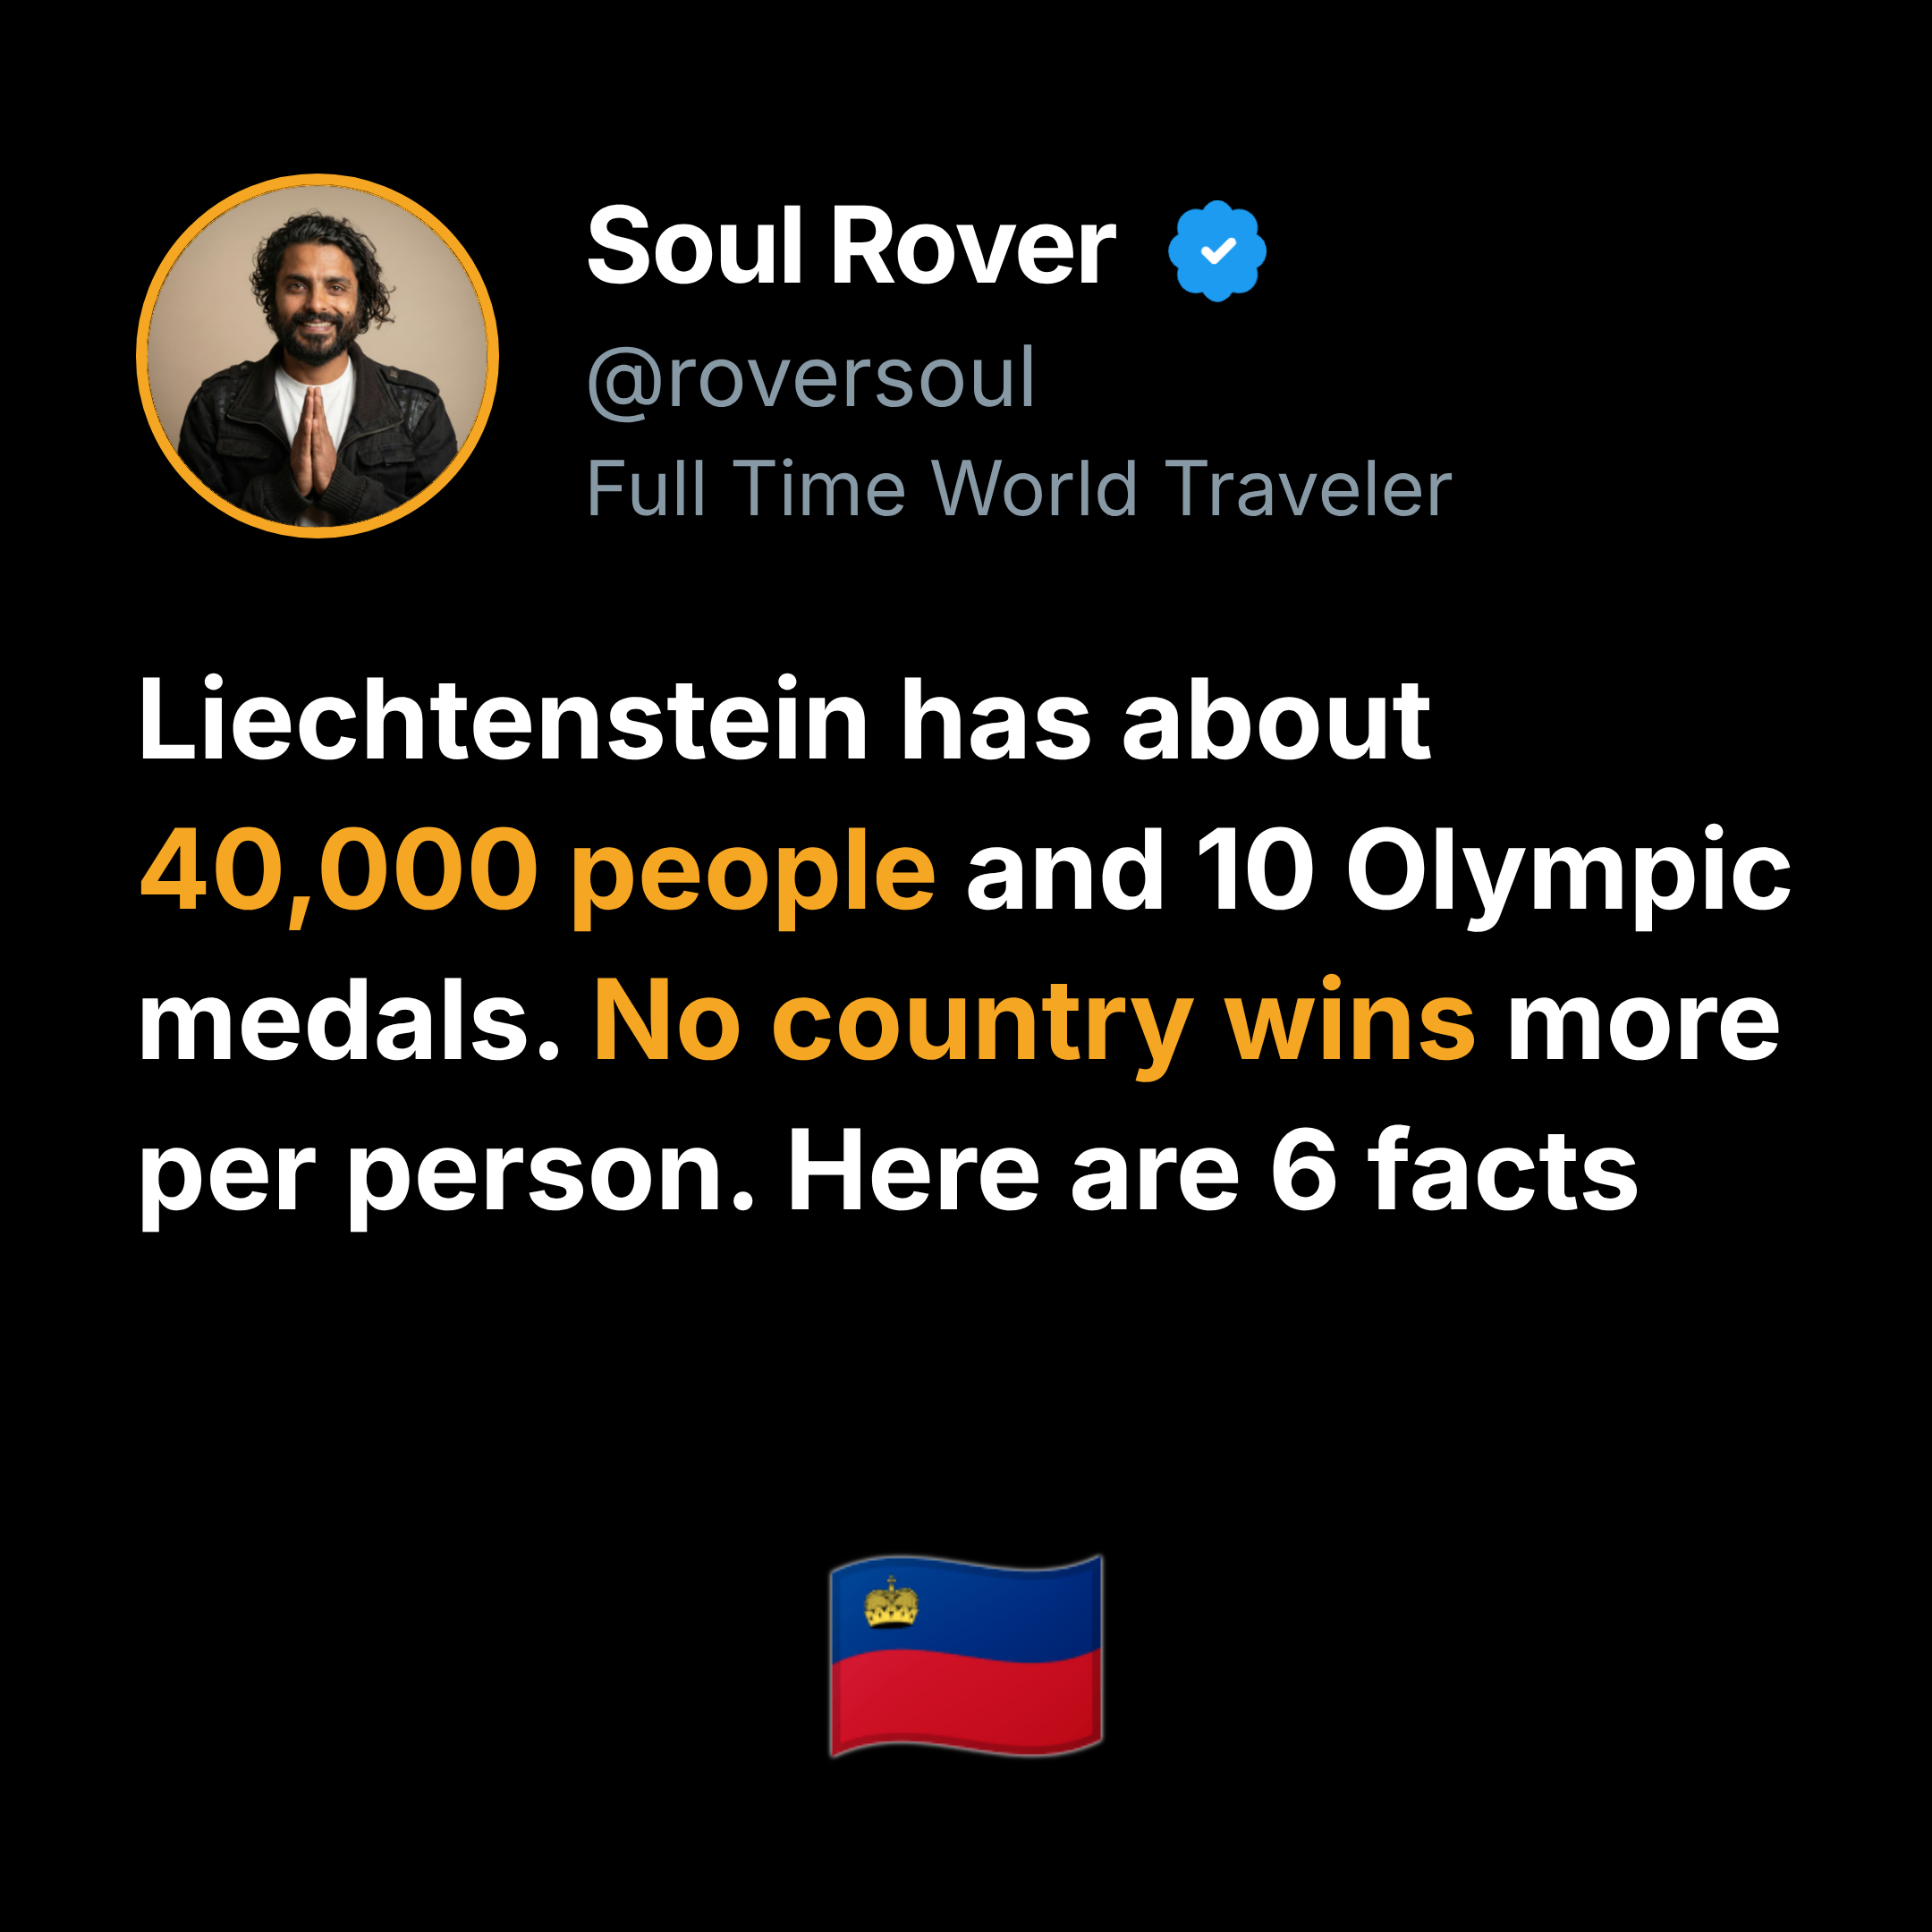 Soul Rover
@roversoul
Full Time World Traveler
Liechtenstein has about
40,000 people and 10 Olympic
medals. No country wins more
per person. Here are 6 facts